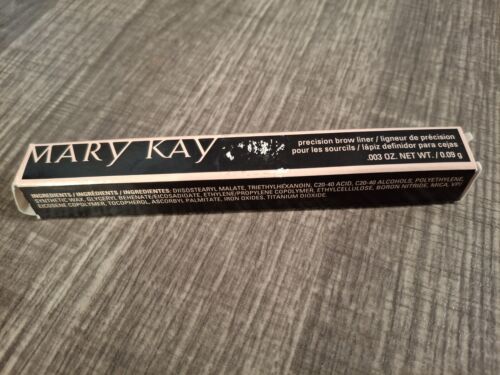 MARY KAY
precision brow liner / ligneur de précision
pour les sourcils / lápiz definidor para cejas
.003 OZ. NET WT. / 0.09 g
INGREDIENTS / INGRÉDIENTS / INGREDIENTES: DIISOSTEARYL MALATE, TRIETHYLHEXANOIN, C20-40 ACID, C20-40 ALCOHOLS, POLYETHYLENE,
SYNTHETIC WAX, GLYCERYL BEHENATE/EICOSADIOATE, ETHYLENE/PROPYLENE COPOLYMER, ETHYLCELLULOSE, BORON NITRIDE, MICA, VP/
EICOSENE COPOLYMER, TOCOPHEROL, ASCORBYL PALMITATE, IRON OXIDES, TITANIUM DIOXIDE.